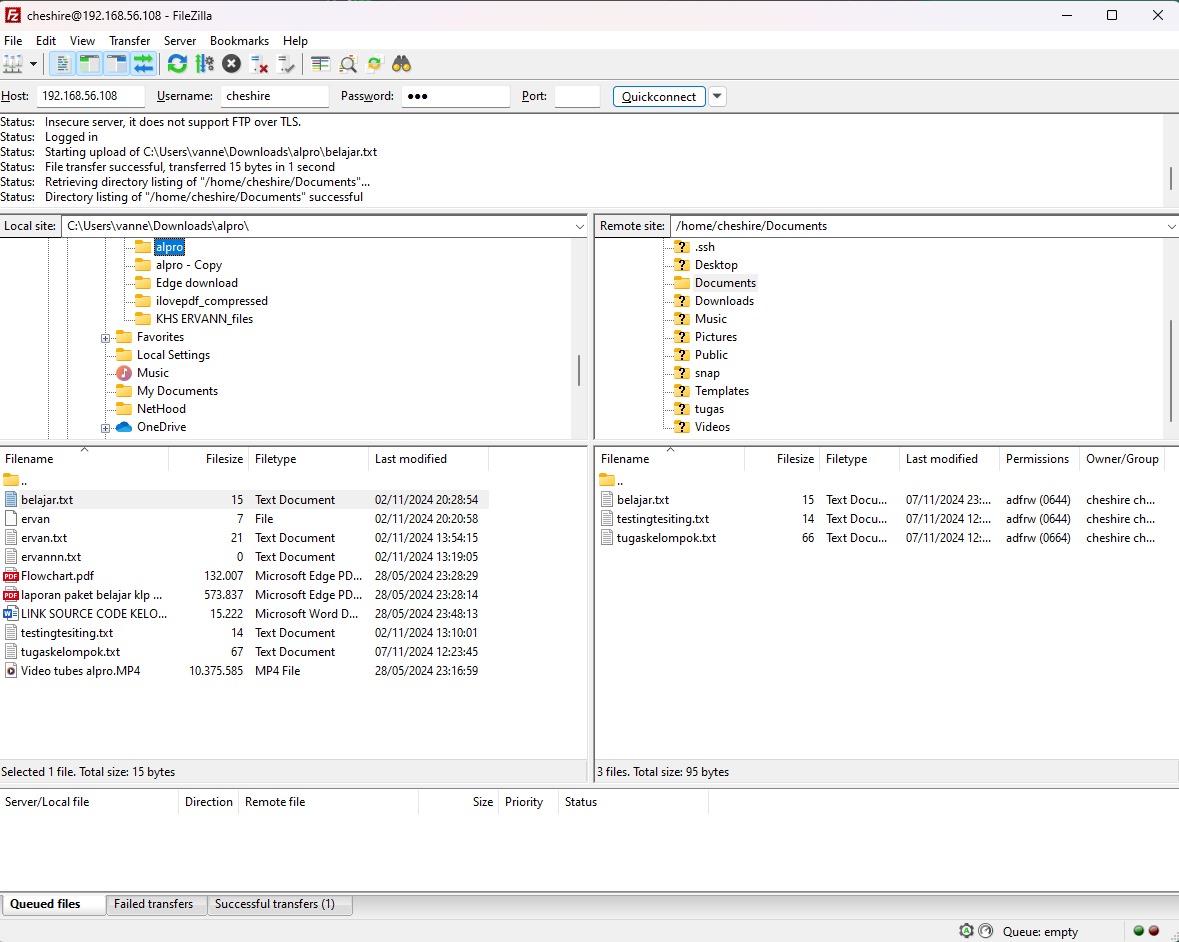 cheshire@192.168.56.108 - FileZilla
File Edit View Transfer Server Bookmarks Help
Host: 192.168.56.108 Username: cheshire Password: ●●● Port: Quickconnect
Status: Insecure server, it does not support FTP over TLS.
Status: Logged in
Status: Starting upload of C:\Users\vanne\Downloads\alpro\belajar.txt
Status: File transfer successful, transferred 15 bytes in 1 second
Status: Retrieving directory listing of "/home/cheshire/Documents"...
Status: Directory listing of "/home/cheshire/Documents" successful
Local site: C:\Users\vanne\Downloads\alpro\
alpro
alpro - Copy
Edge download
ilovepdf_compressed
KHS ERVANN_files
Favorites
Local Settings
Music
My Documents
NetHood
OneDrive
Remote site: /home/cheshire/Documents
.ssh
Desktop
Documents
Downloads
Music
Pictures
Public
snap
Templates
tugas
Videos
Filename Filesize Filetype Last modified
..
belajar.txt 15 Text Document 02/11/2024 20:28:54
ervan 7 File 02/11/2024 20:20:58
ervan.txt 21 Text Document 02/11/2024 13:54:15
ervannn.txt 0 Text Document 02/11/2024 13:19:05
Flowchart.pdf 132.007 Microsoft Edge PD... 28/05/2024 23:28:29
laporan paket belajar klp ... 573.837 Microsoft Edge PD... 28/05/2024 23:28:14
LINK SOURCE CODE KELO... 15.222 Microsoft Word D... 28/05/2024 23:48:13
testingtesiting.txt 14 Text Document 02/11/2024 13:10:01
tugaskelompok.txt 67 Text Document 07/11/2024 12:23:45
Video tubes alpro.MP4 10.375.585 MP4 File 28/05/2024 23:16:59
Selected 1 file. Total size: 15 bytes
Filename Filesize Filetype Last modified Permissions Owner/Group
..
belajar.txt 15 Text Docu... 07/11/2024 23:... adfrw (0644) cheshire ch...
testingtesiting.txt 14 Text Docu... 07/11/2024 12:... adfrw (0644) cheshire ch...
tugaskelompok.txt 66 Text Docu... 07/11/2024 12:... adfrw (0664) cheshire ch...
3 files. Total size: 95 bytes
Server/Local file Direction Remote file Size Priority Status
Queued files Failed transfers Successful transfers (1)
Queue: empty